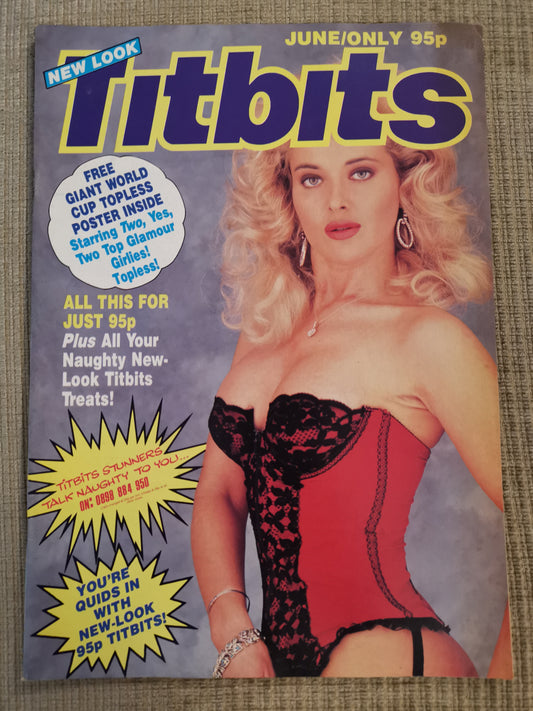 JUNE/ONLY 95p
NEW LOOK
Titbits
FREE
GIANT WORLD
CUP TOPLESS
POSTER INSIDE
Starring Two, Yes,
Two Top Glamour
Girlies!
Topless!
ALL THIS FOR
JUST 95p
Plus All Your
Naughty New-
Look Titbits
Treats!
TITBITS STUNNERS
TALK NAUGHTY TO YOU...
ON: 0898 884 950
YOU'RE
QUIDS IN
WITH
NEW-LOOK
95p TITBITS!